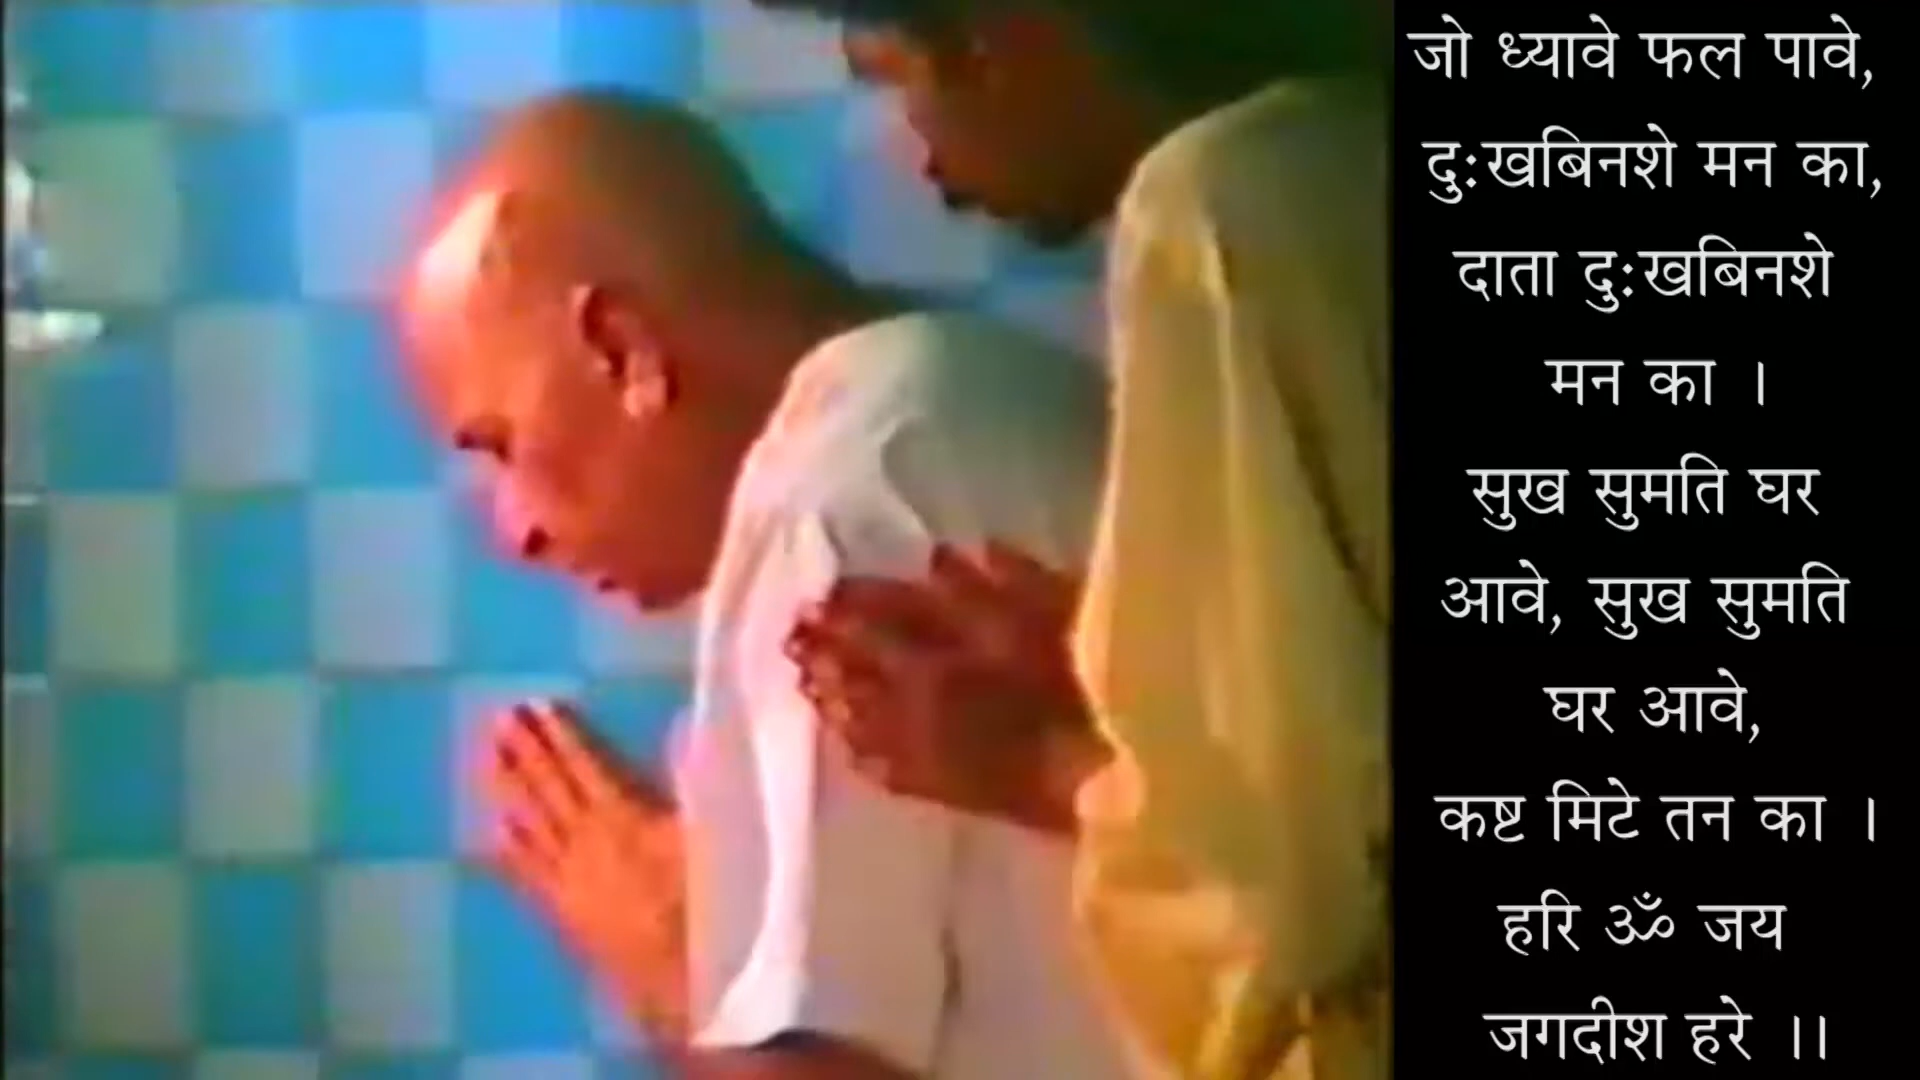 जो ध्यावे फल पावे,
दुःखबिनशे मन का,
दाता दुःखबिनशे
मन का ।
सुख सुमति घर
आवे, सुख सुमति
घर आवे,
कष्ट मिटे तन का ।
हरि ॐ जय
जगदीश हरे ।।